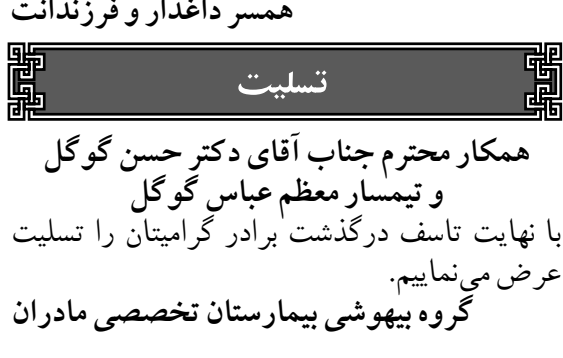 همسر داغدار و فرزندانت
تسلیت
همکار محترم جناب آقای دکتر حسن گوگل
و تیمسار معظم عباس گوگل
با نهایت تاسف درگذشت برادر گرامیتان را تسلیت
عرض می‌نماییم.
گروه بیهوشی بیمارستان تخصصی مادران